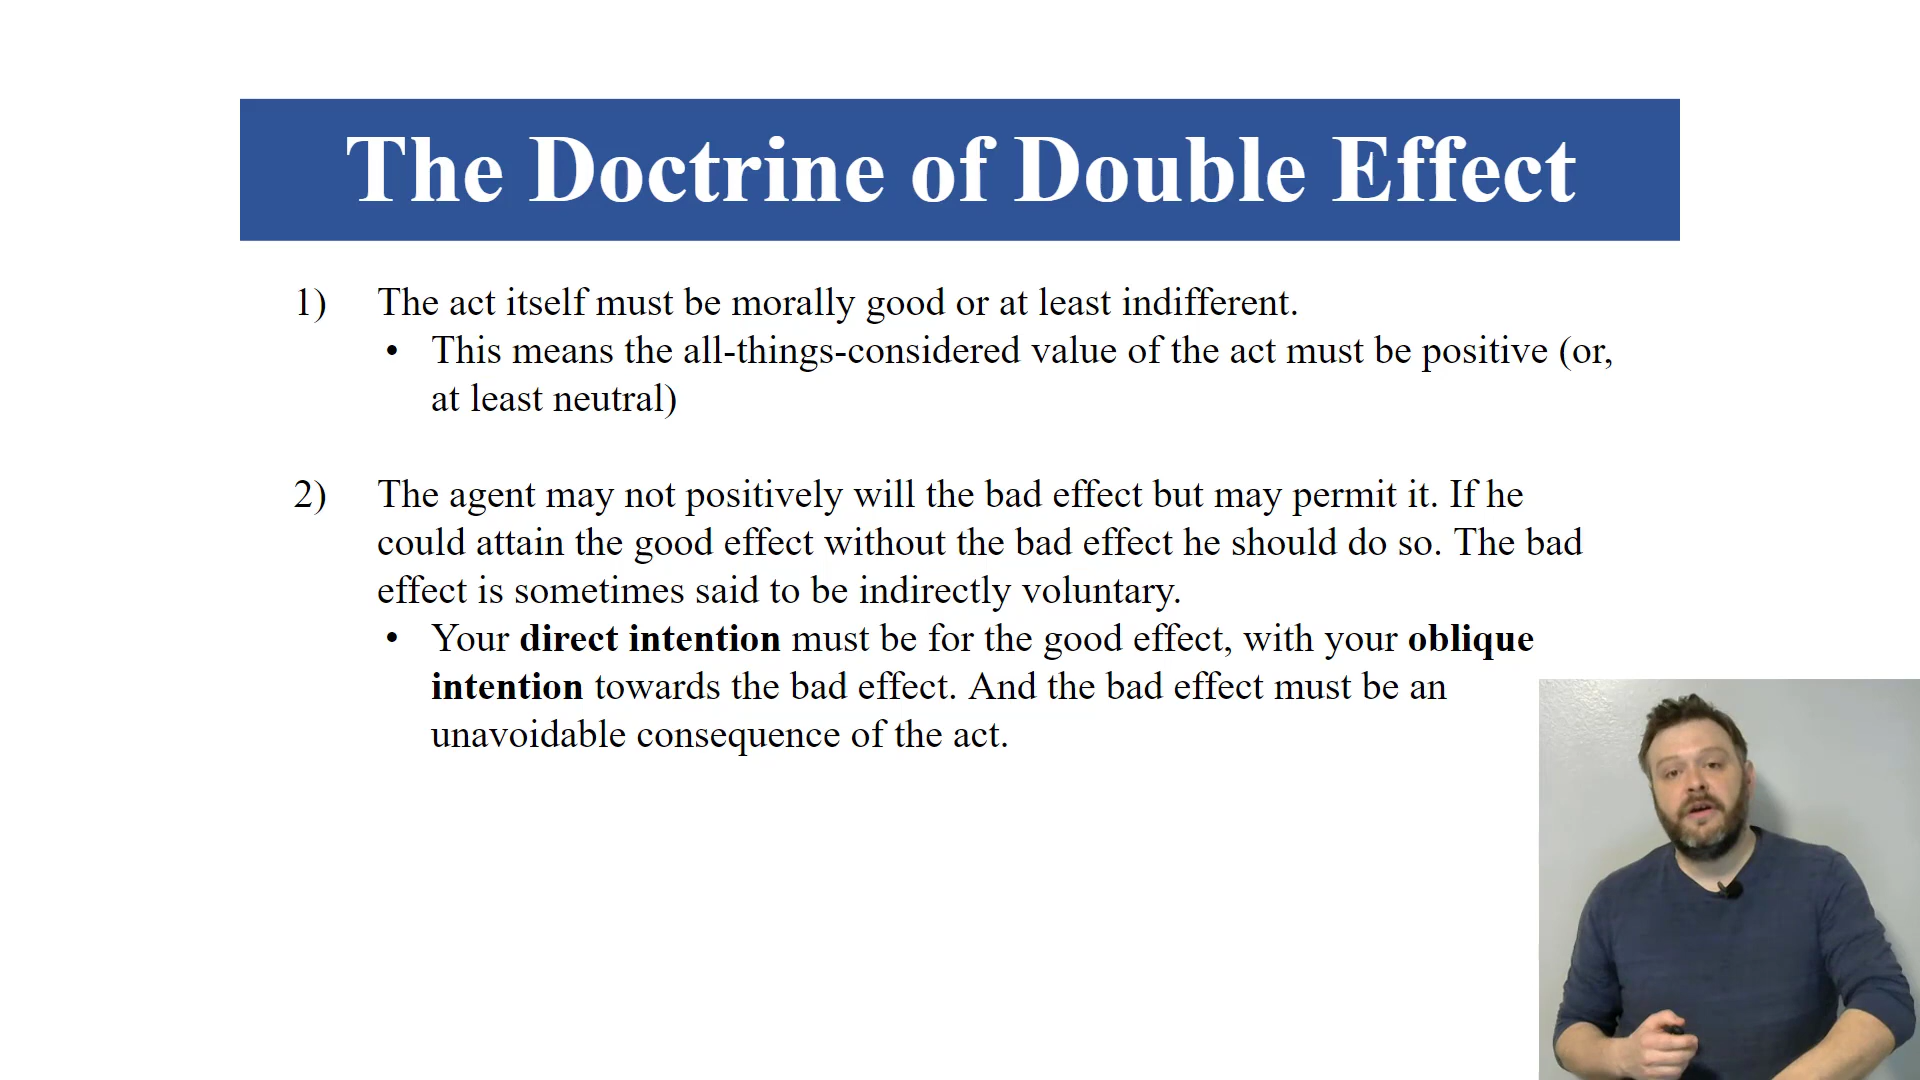 The Doctrine of Double Effect
1) The act itself must be morally good or at least indifferent.
• This means the all-things-considered value of the act must be positive (or,
at least neutral)
2) The agent may not positively will the bad effect but may permit it. If he
could attain the good effect without the bad effect he should do so. The bad
effect is sometimes said to be indirectly voluntary.
• Your direct intention must be for the good effect, with your oblique
intention towards the bad effect. And the bad effect must be an
unavoidable consequence of the act.